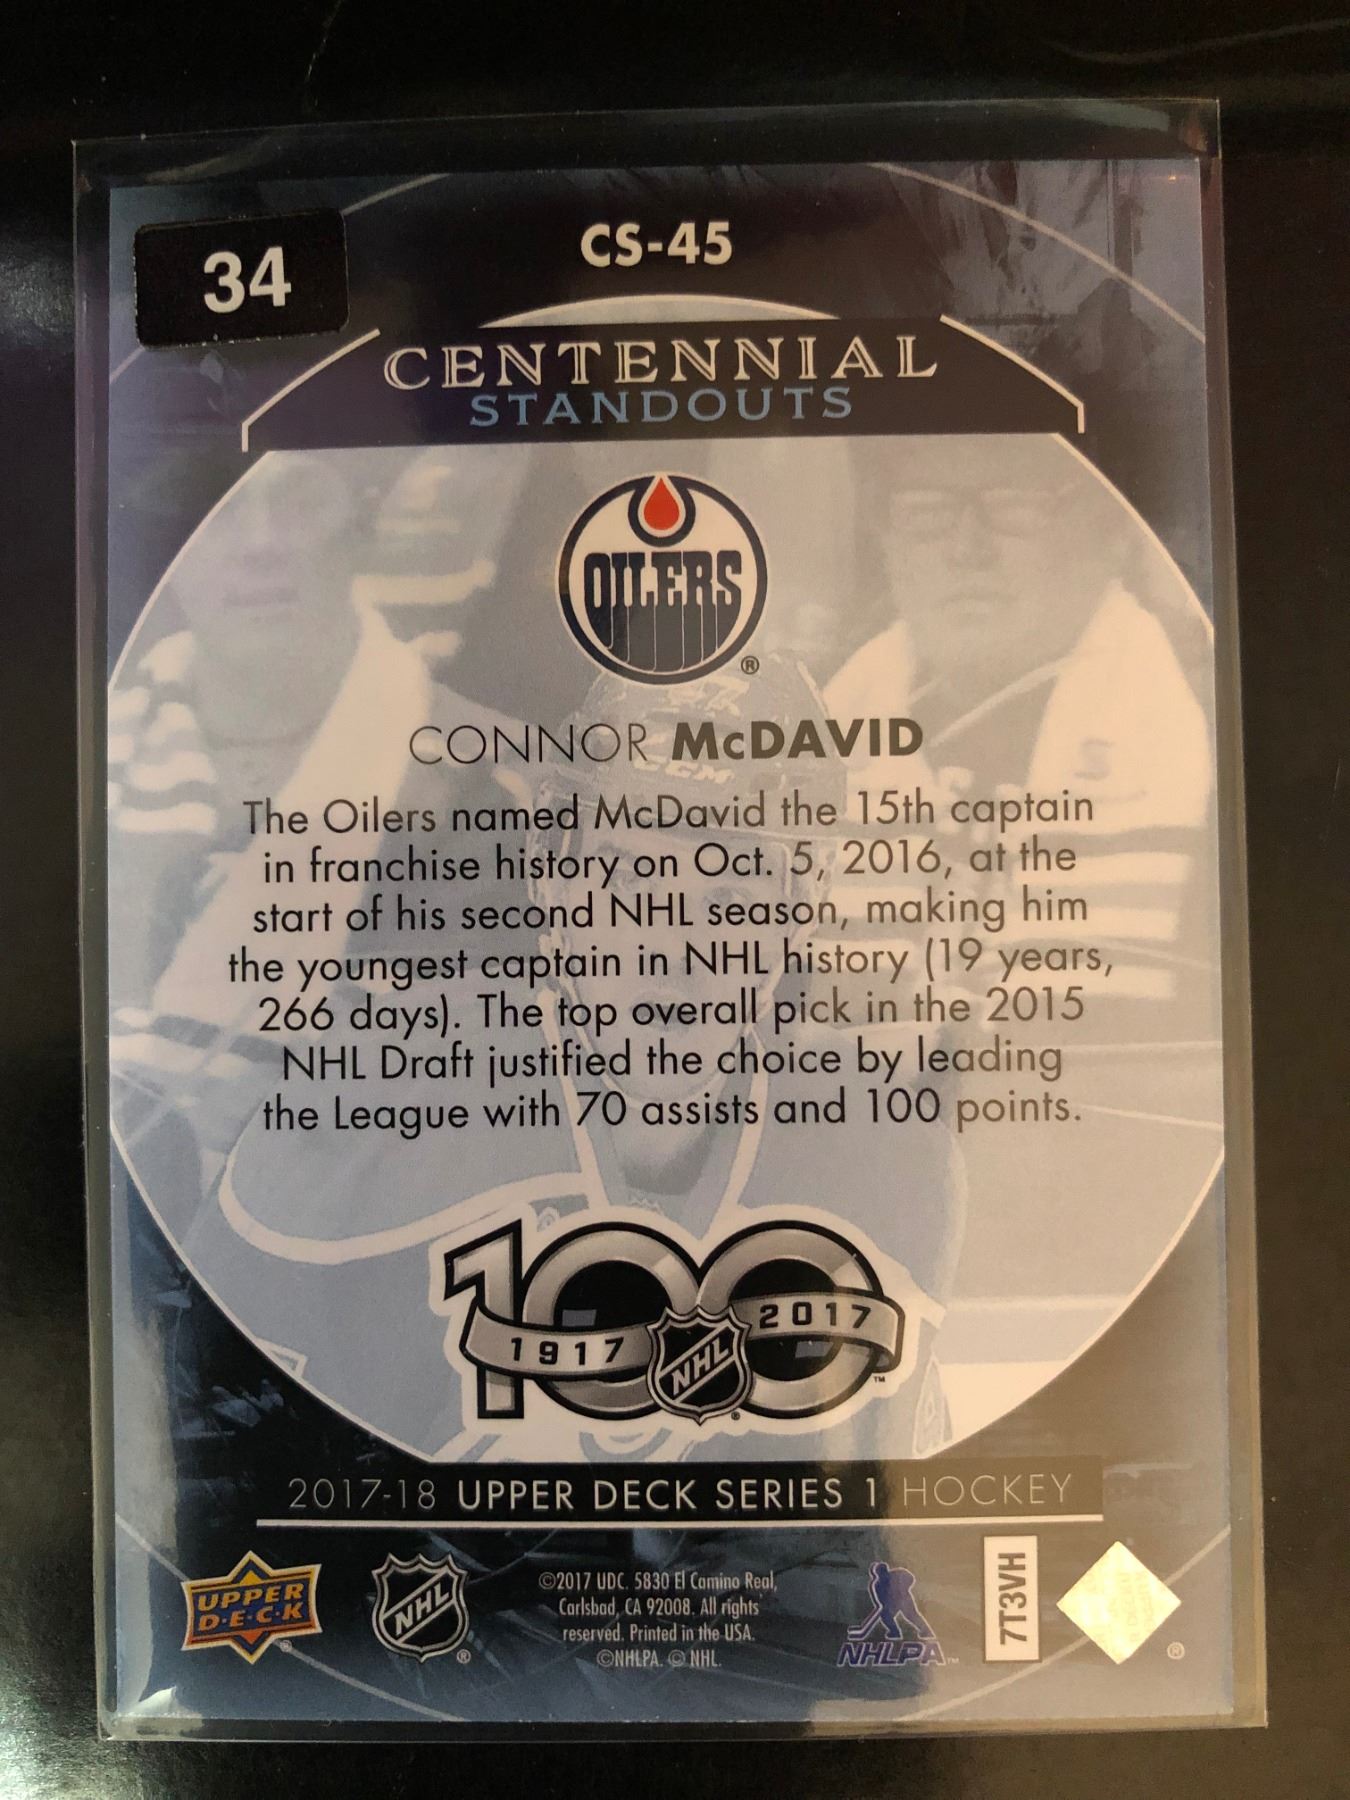 34
CS-45
CENTENNIAL
STANDOUTS
OILERS
®
CONNOR McDAVID
The Oilers named McDavid the 15th captain
in franchise history on Oct. 5, 2016, at the
start of his second NHL season, making him
the youngest captain in NHL history (19 years,
266 days). The top overall pick in the 2015
NHL Draft justified the choice by leading
the League with 70 assists and 100 points.
100
1917 NHL 2017
® ™
2017-18 UPPER DECK SERIES 1 HOCKEY
UPPER
D·E·C·K
®
NHL
®
©2017 UDC. 5830 El Camino Real,
Carlsbad, CA 92008. All rights
reserved. Printed in the USA.
©NHLPA. © NHL.
NHLPA™
7T3VH
®